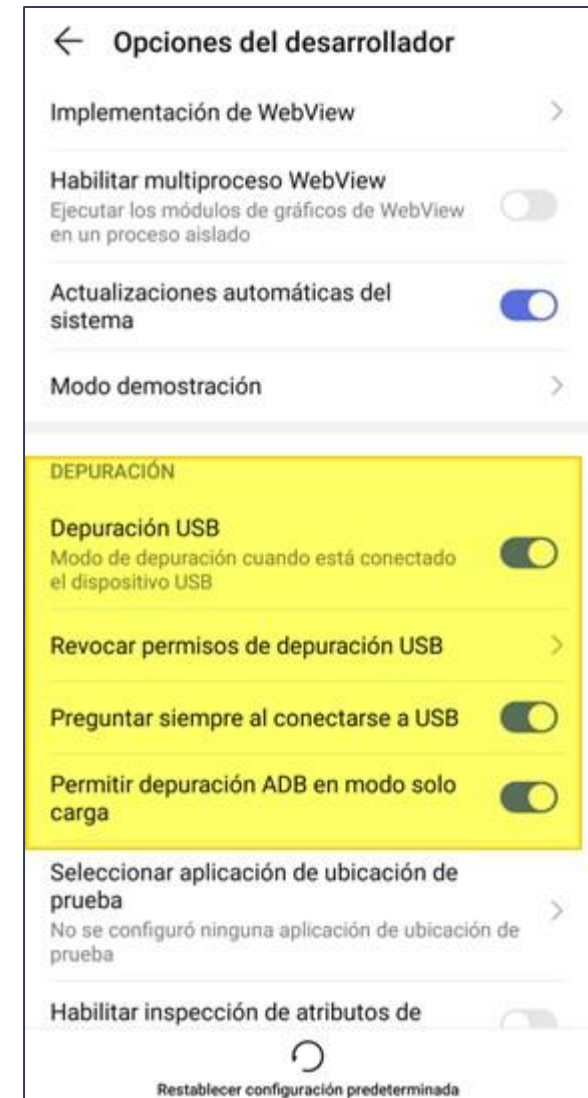 Opciones del desarrollador
Implementación de WebView
Habilitar multiproceso WebView
Ejecutar los módulos de gráficos de WebView
en un proceso aislado
Actualizaciones automáticas del
sistema
Modo demostración
DEPURACIÓN
Depuración USB
Modo de depuración cuando está conectado
el dispositivo USB
Revocar permisos de depuración USB
Preguntar siempre al conectarse a USB
Permitir depuración ADB en modo solo
carga
Seleccionar aplicación de ubicación de
prueba
No se configuró ninguna aplicación de ubicación de
prueba
Habilitar inspección de atributos de
Restablecer configuración predeterminada